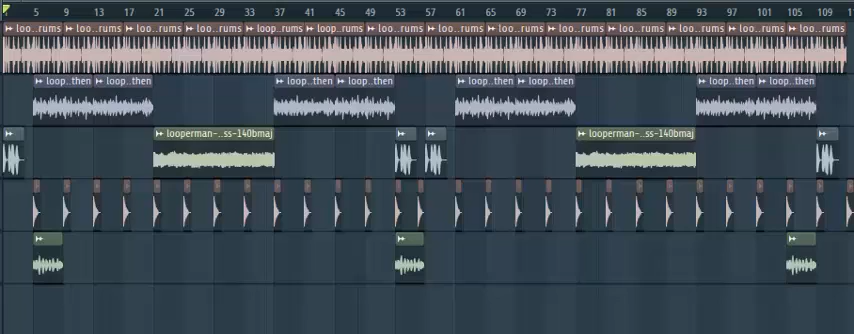 5 9 13 17 21 25 29 33 37 41 45 49 53 57 61 65 69 73 77 81 85 89 93 97 101 105 109 1
loo..rums loo..rums loo..rums loo..rums loo..rums loo..rums loo..rums loo..rums loo..rums loo..rums loo..rums loo..rums loo..rums loo..rums
loop..then loop..then loop..then loop..then loop..then loop..then loop..then loop..then
looperman-..ss-140bmaj looperman-..ss-140bmaj